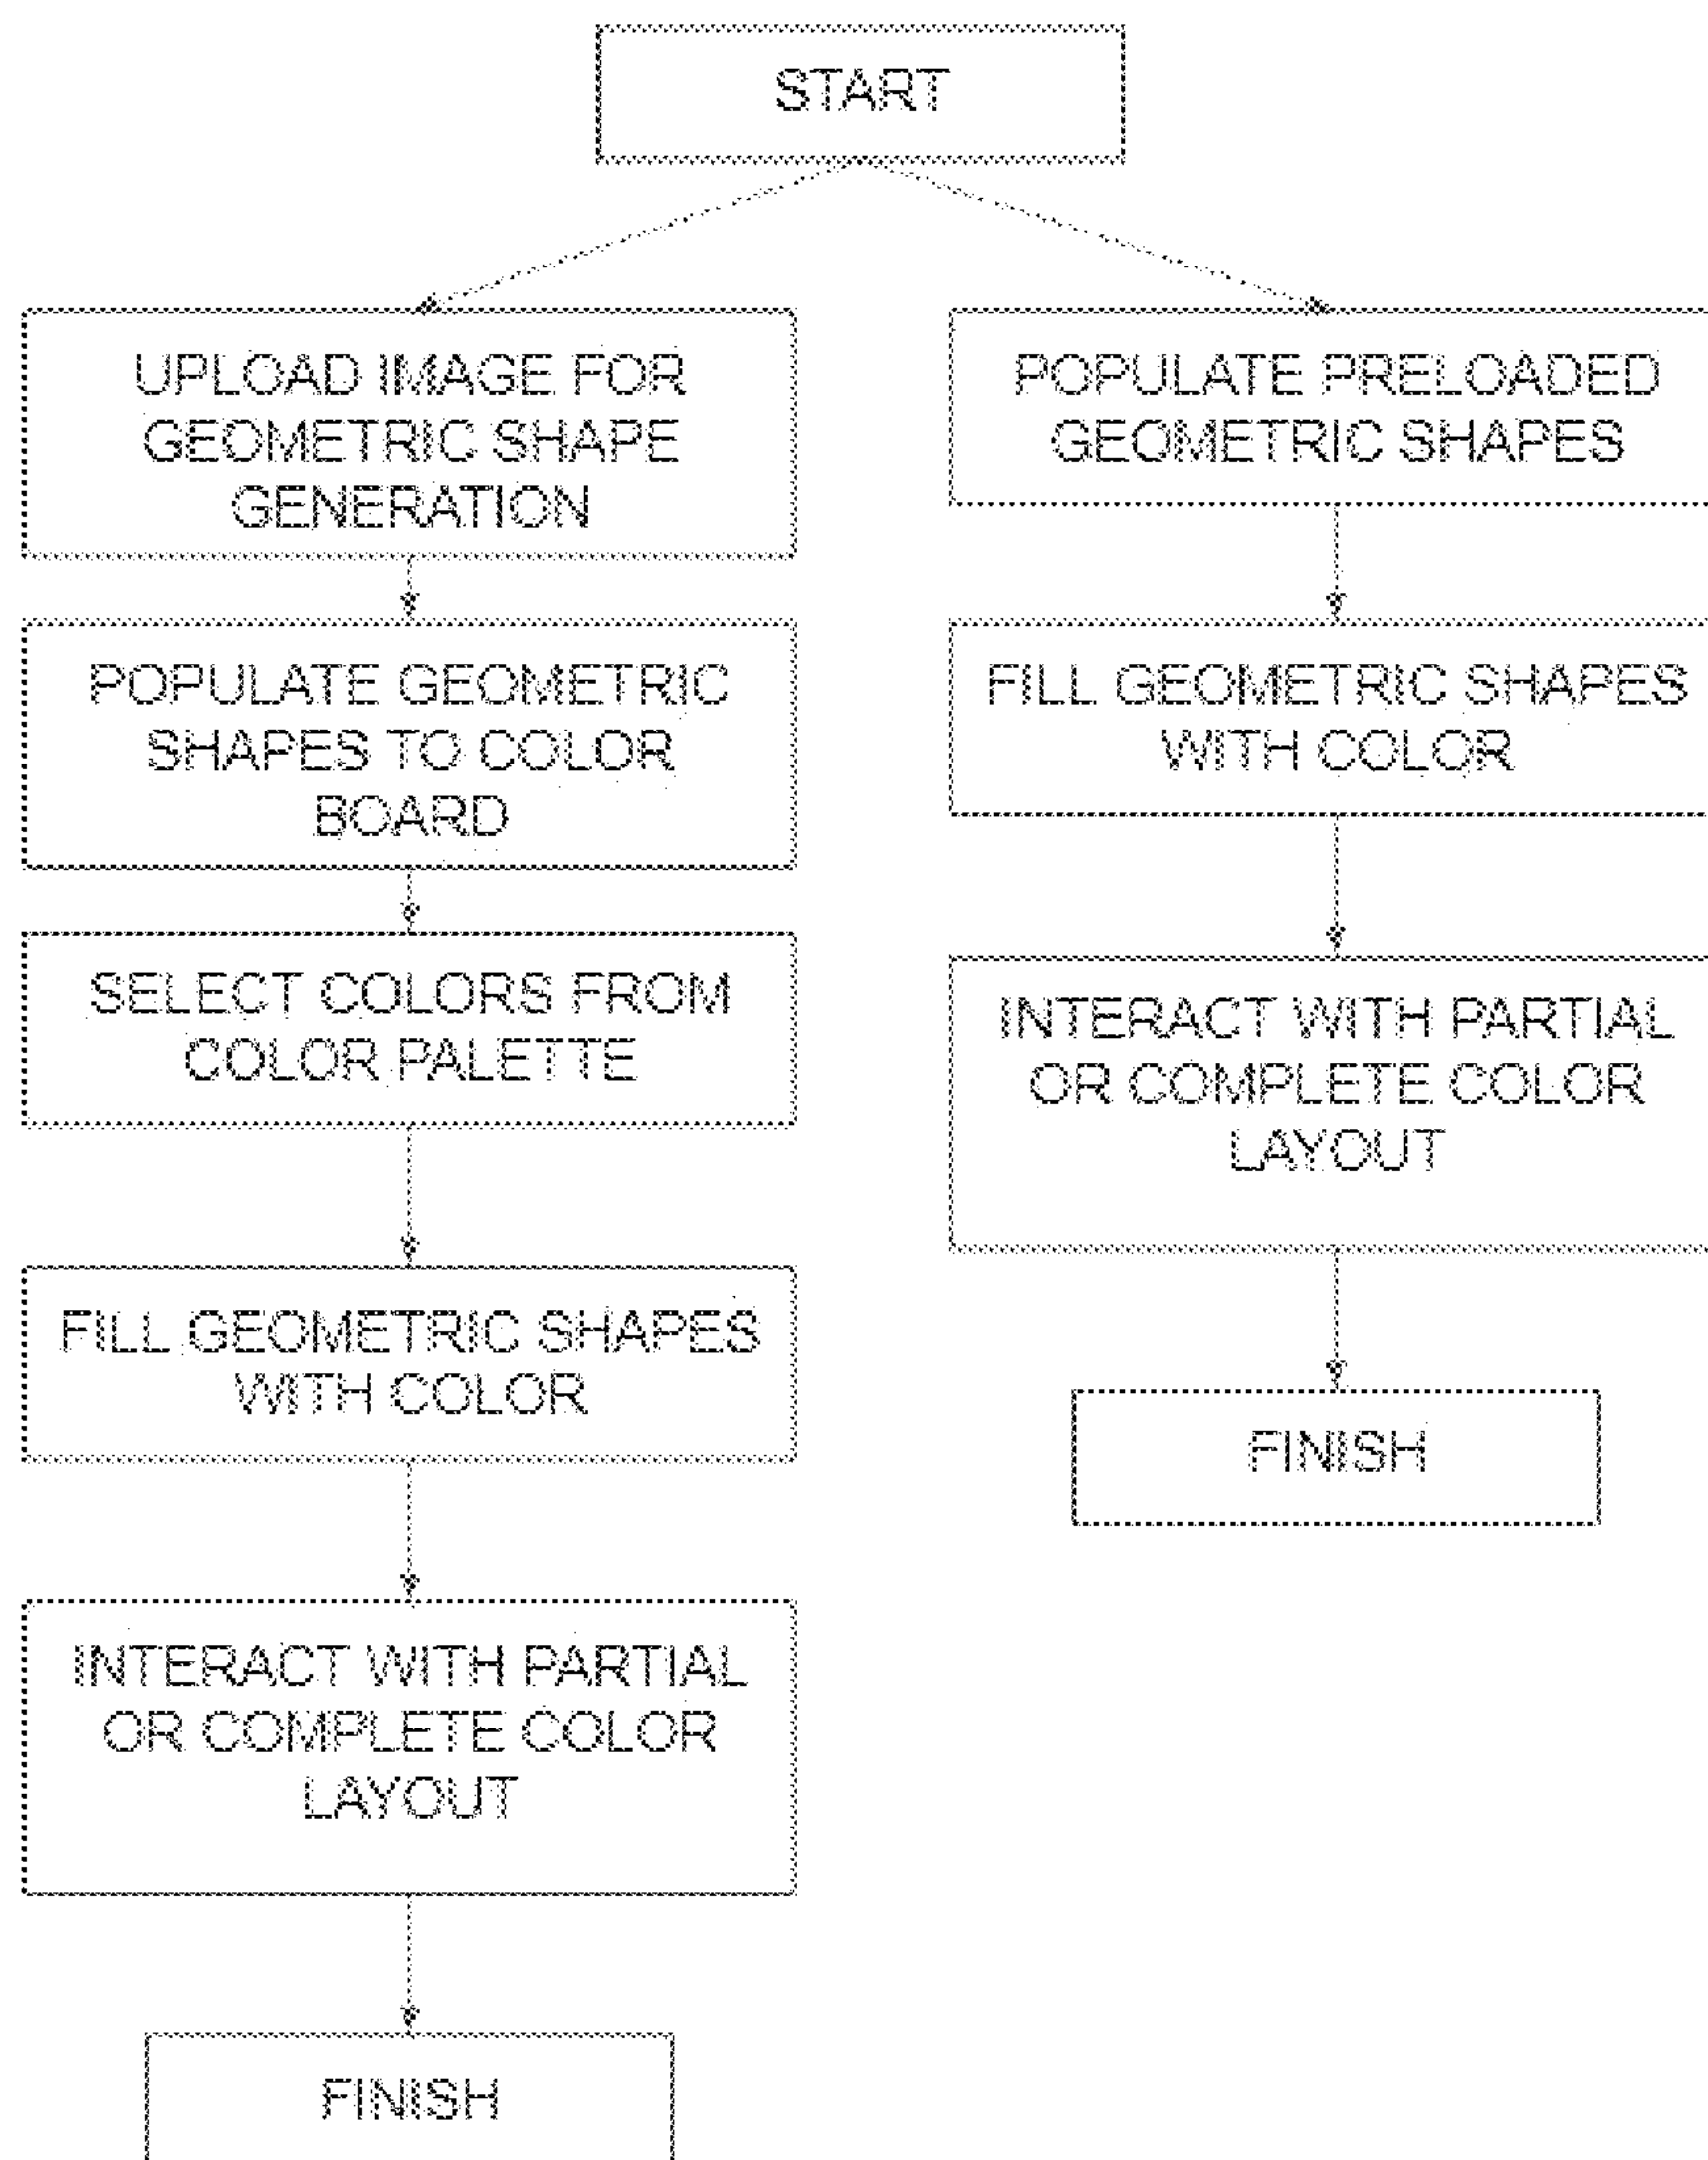 START
UPLOAD IMAGE FOR
GEOMETRIC SHAPE
GENERATION
POPULATE GEOMETRIC
SHAPES TO COLOR
BOARD
SELECT COLORS FROM
COLOR PALETTE
FILL GEOMETRIC SHAPES
WITH COLOR
INTERACT WITH PARTIAL
OR COMPLETE COLOR
LAYOUT
FINISH
POPULATE PRELOADED
GEOMETRIC SHAPES
FILL GEOMETRIC SHAPES
WITH COLOR
INTERACT WITH PARTIAL
OR COMPLETE COLOR
LAYOUT
FINISH